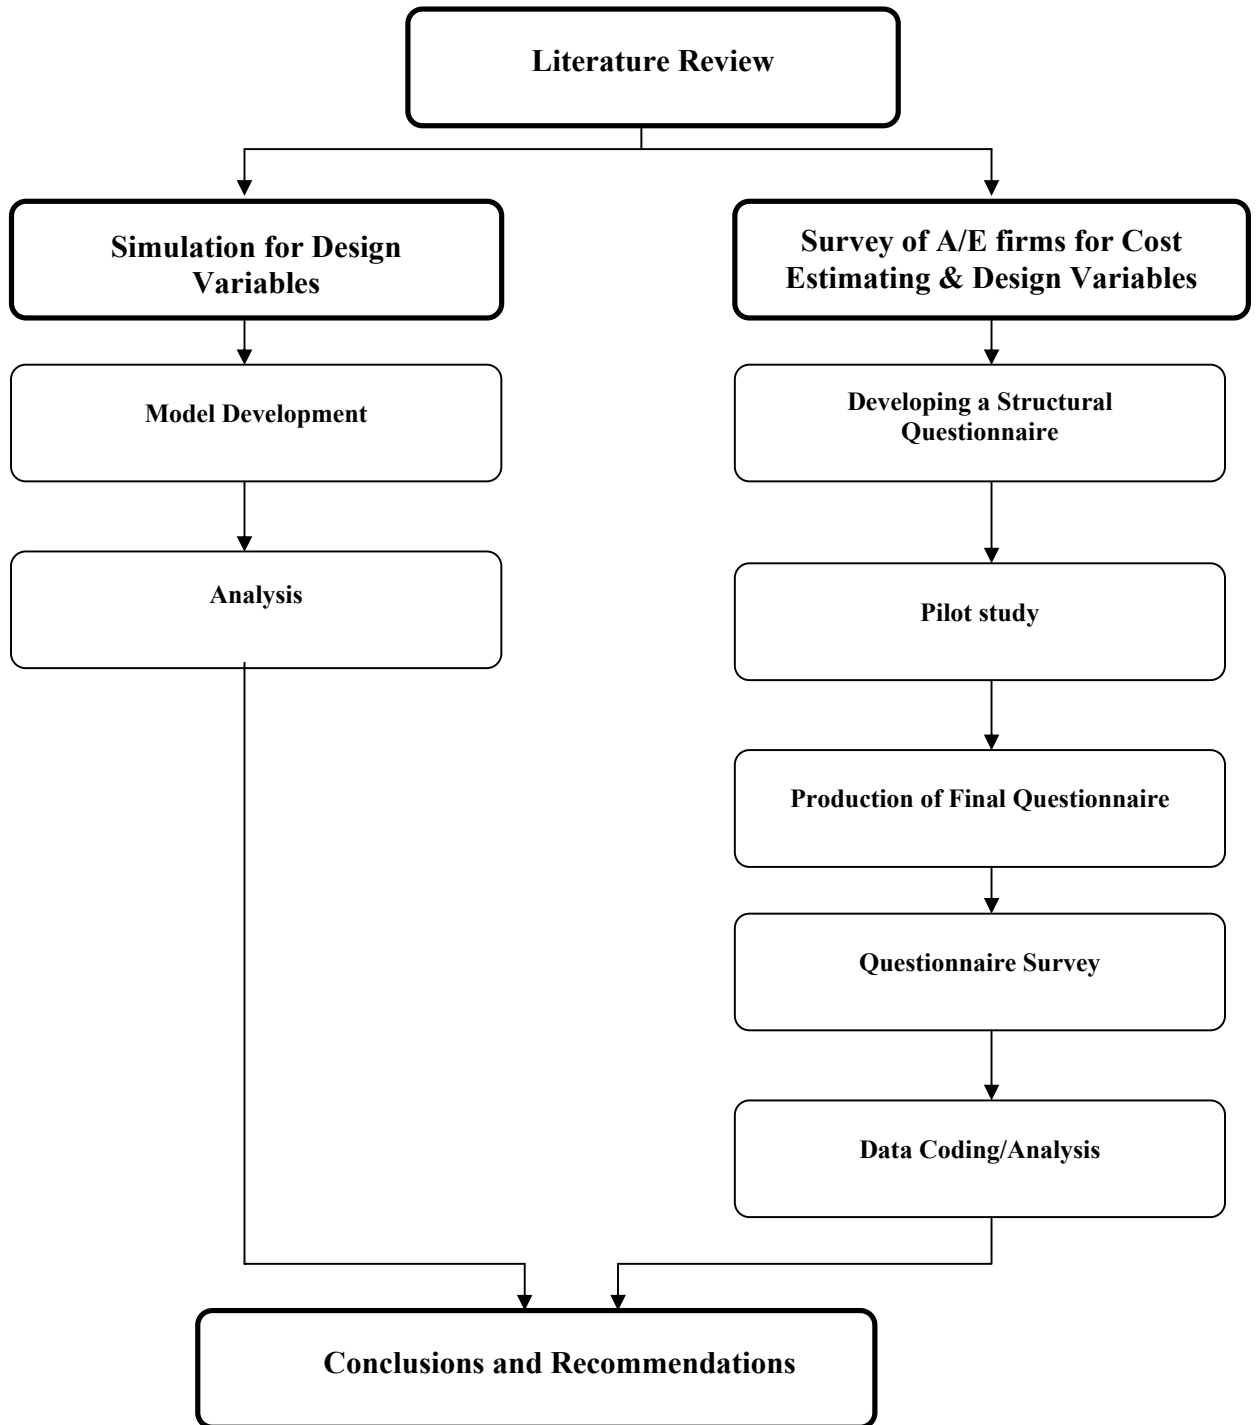 Literature Review
Simulation for Design
Variables
Survey of A/E firms for Cost
Estimating & Design Variables
Model Development
Developing a Structural
Questionnaire
Analysis
Pilot study
Production of Final Questionnaire
Questionnaire Survey
Data Coding/Analysis
Conclusions and Recommendations